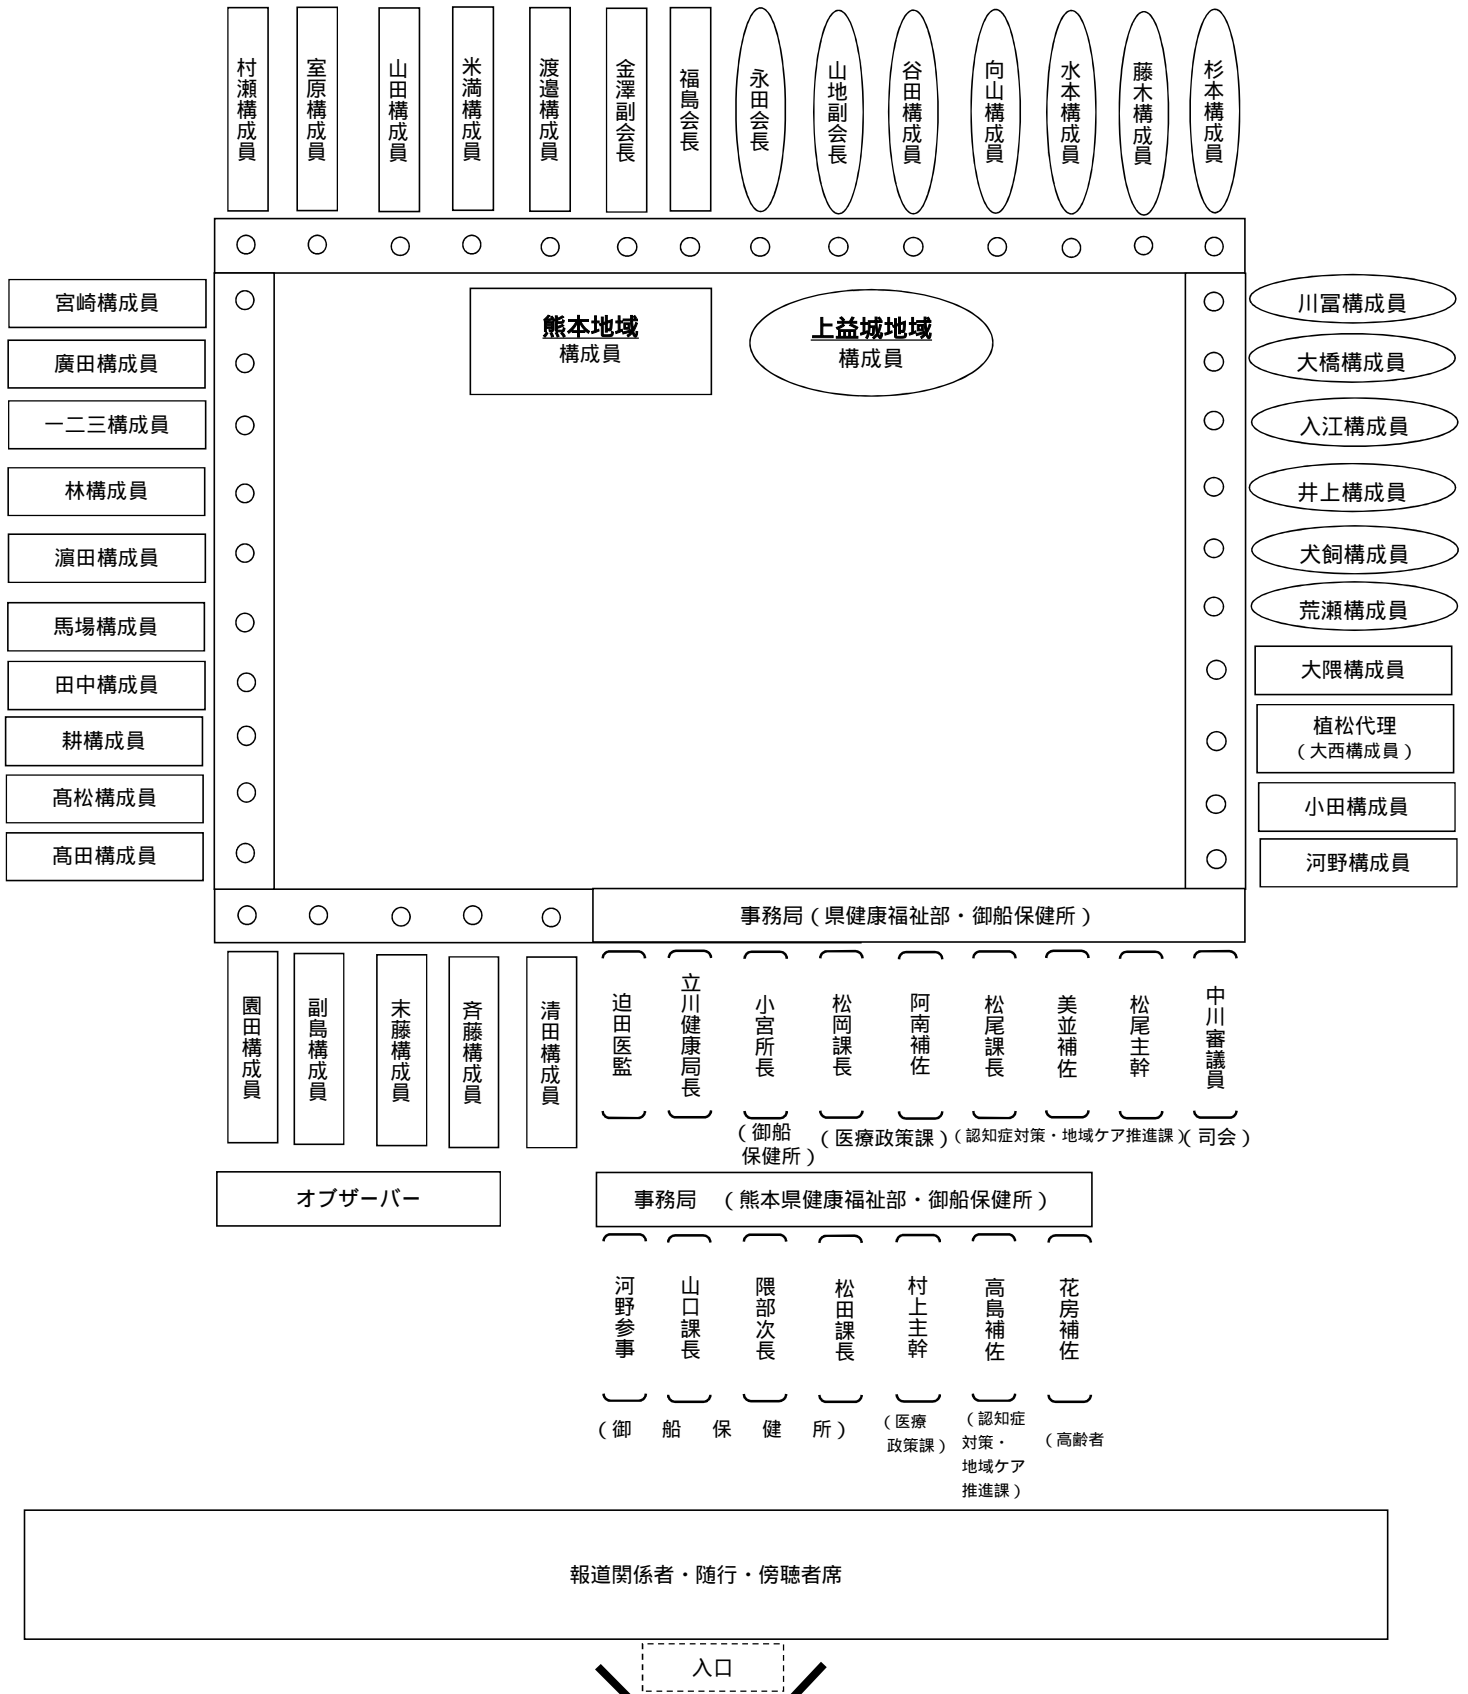 村瀬構成員
室原構成員
山田構成員
米満構成員
渡邉構成員
金澤副会長
福島会長
永田会長
山地副会長
谷田構成員
向山構成員
水本構成員
藤木構成員
杉本構成員
宮崎構成員
廣田構成員
一二三構成員
林構成員
濵田構成員
馬場構成員
田中構成員
耕構成員
髙松構成員
髙田構成員
熊本地域
構成員
上益城地域
構成員
川冨構成員
大橋構成員
入江構成員
井上構成員
犬飼構成員
荒瀬構成員
大隈構成員
植松代理
（大西構成員）
小田構成員
河野構成員
事務局（県健康福祉部・御船保健所）
園田構成員
副島構成員
末藤構成員
斉藤構成員
清田構成員
迫田医監
立川健康局長
小宮所長
松岡課長
阿南補佐
松尾課長
美並補佐
松尾主幹
中川審議員
（御船
保健所）
（医療政策課）
（認知症対策・地域ケア推進課）
（司会）
オブザーバー
事務局　（熊本県健康福祉部・御船保健所）
河野参事
山口課長
隈部次長
松田課長
村上主幹
高島補佐
花房補佐
（御　船　保　健　所）
（医療
政策課）
（認知症
対策・
地域ケア
推進課）
（高齢者
報道関係者・随行・傍聴者席
入口